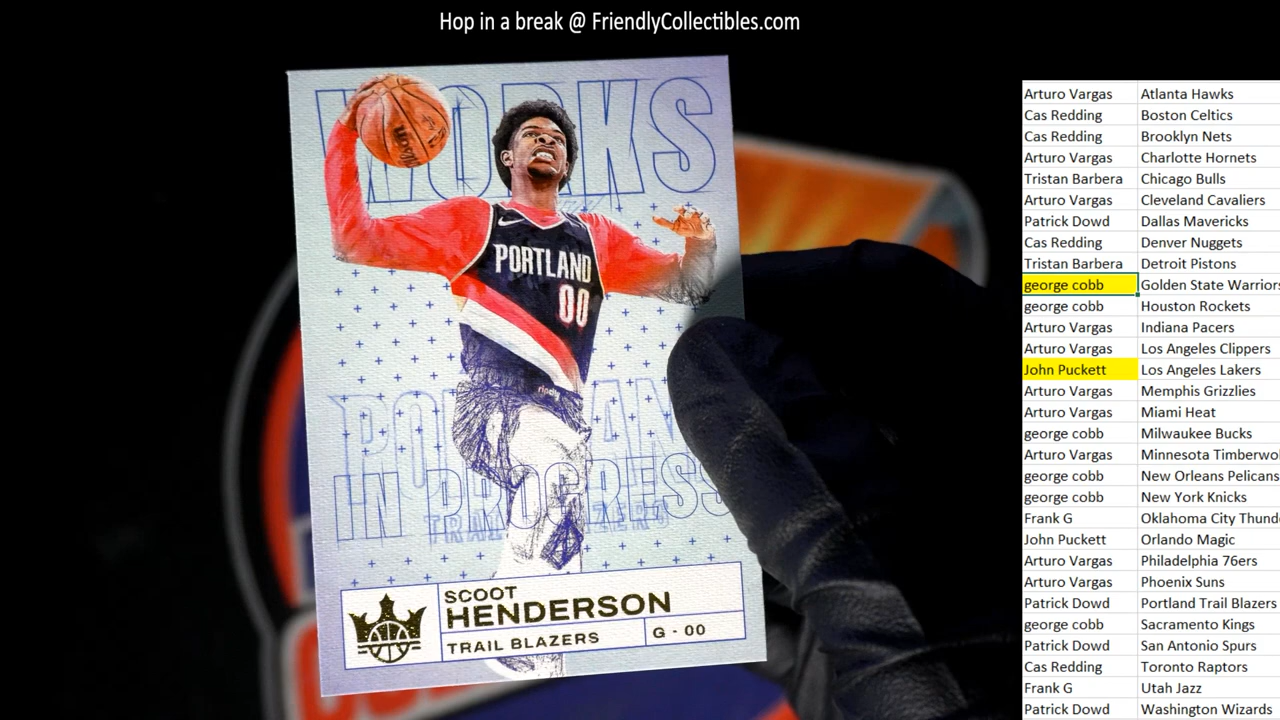 Hop in a break @ FriendlyCollectibles.com
WORKS
Wilson
PORTLAND
00
IN PROGRESS
TRAIL BLAZERS
SCOOT
HENDERSON
TRAIL BLAZERS
G - 00
Arturo Vargas Atlanta Hawks
Cas Redding Boston Celtics
Cas Redding Brooklyn Nets
Arturo Vargas Charlotte Hornets
Tristan Barbera Chicago Bulls
Arturo Vargas Cleveland Cavaliers
Patrick Dowd Dallas Mavericks
Cas Redding Denver Nuggets
Tristan Barbera Detroit Pistons
george cobb Golden State Warriors
george cobb Houston Rockets
Arturo Vargas Indiana Pacers
Arturo Vargas Los Angeles Clippers
John Puckett Los Angeles Lakers
Arturo Vargas Memphis Grizzlies
Arturo Vargas Miami Heat
george cobb Milwaukee Bucks
Arturo Vargas Minnesota Timberwo
george cobb New Orleans Pelicans
george cobb New York Knicks
Frank G Oklahoma City Thund
John Puckett Orlando Magic
Arturo Vargas Philadelphia 76ers
Arturo Vargas Phoenix Suns
Patrick Dowd Portland Trail Blazers
george cobb Sacramento Kings
Patrick Dowd San Antonio Spurs
Cas Redding Toronto Raptors
Frank G Utah Jazz
Patrick Dowd Washington Wizards